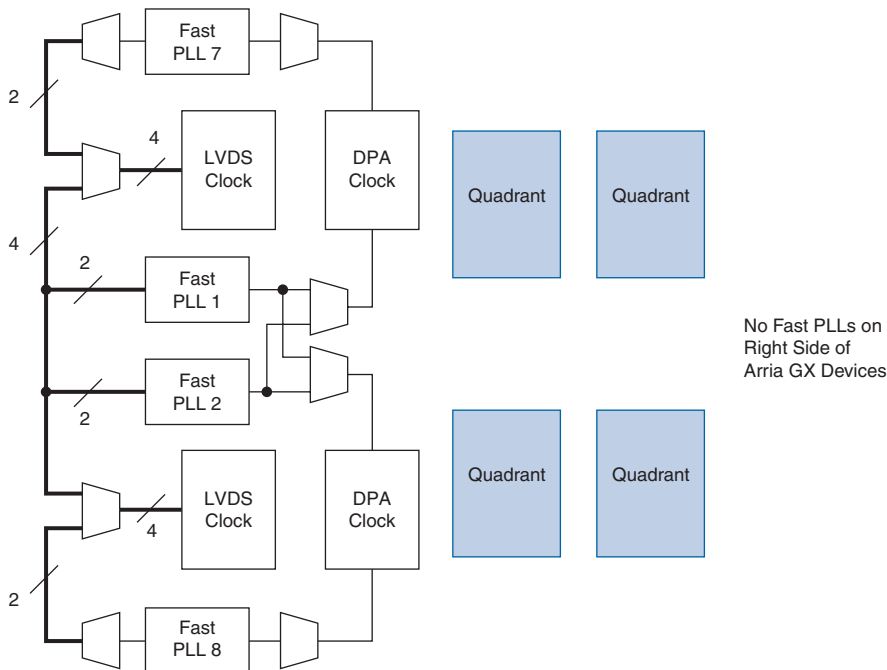 Fast
PLL 7
2
4
LVDS
Clock
DPA
Clock
Quadrant
Quadrant
4
2
Fast
PLL 1
No Fast PLLs on
Right Side of
Arria GX Devices
Fast
PLL 2
2
LVDS
Clock
4
DPA
Clock
Quadrant
Quadrant
2
Fast
PLL 8